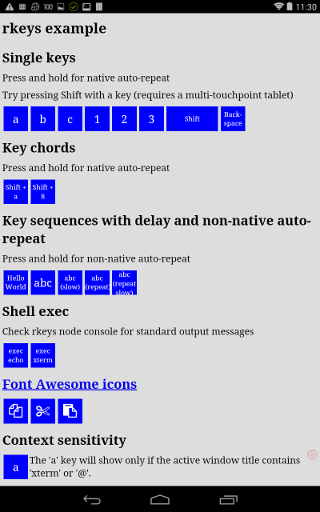 100
11:30
rkeys example
Single keys
Press and hold for native auto-repeat
Try pressing Shift with a key (requires a multi-touchpoint tablet)
a b c 1 2 3 Shift Back-
space
Key chords
Press and hold for native auto-repeat
Shift + Shift +
a 8
Key sequences with delay and non-native auto-
repeat
Press and hold for non-native auto-repeat
Hello World abc abc (slow) abc (repeat) abc (repeat slow)
Shell exec
Check rkeys node console for standard output messages
exec exec
echo xterm
Font Awesome icons
Context sensitivity
a The 'a' key will show only if the active window title contains
'xterm' or '@'.